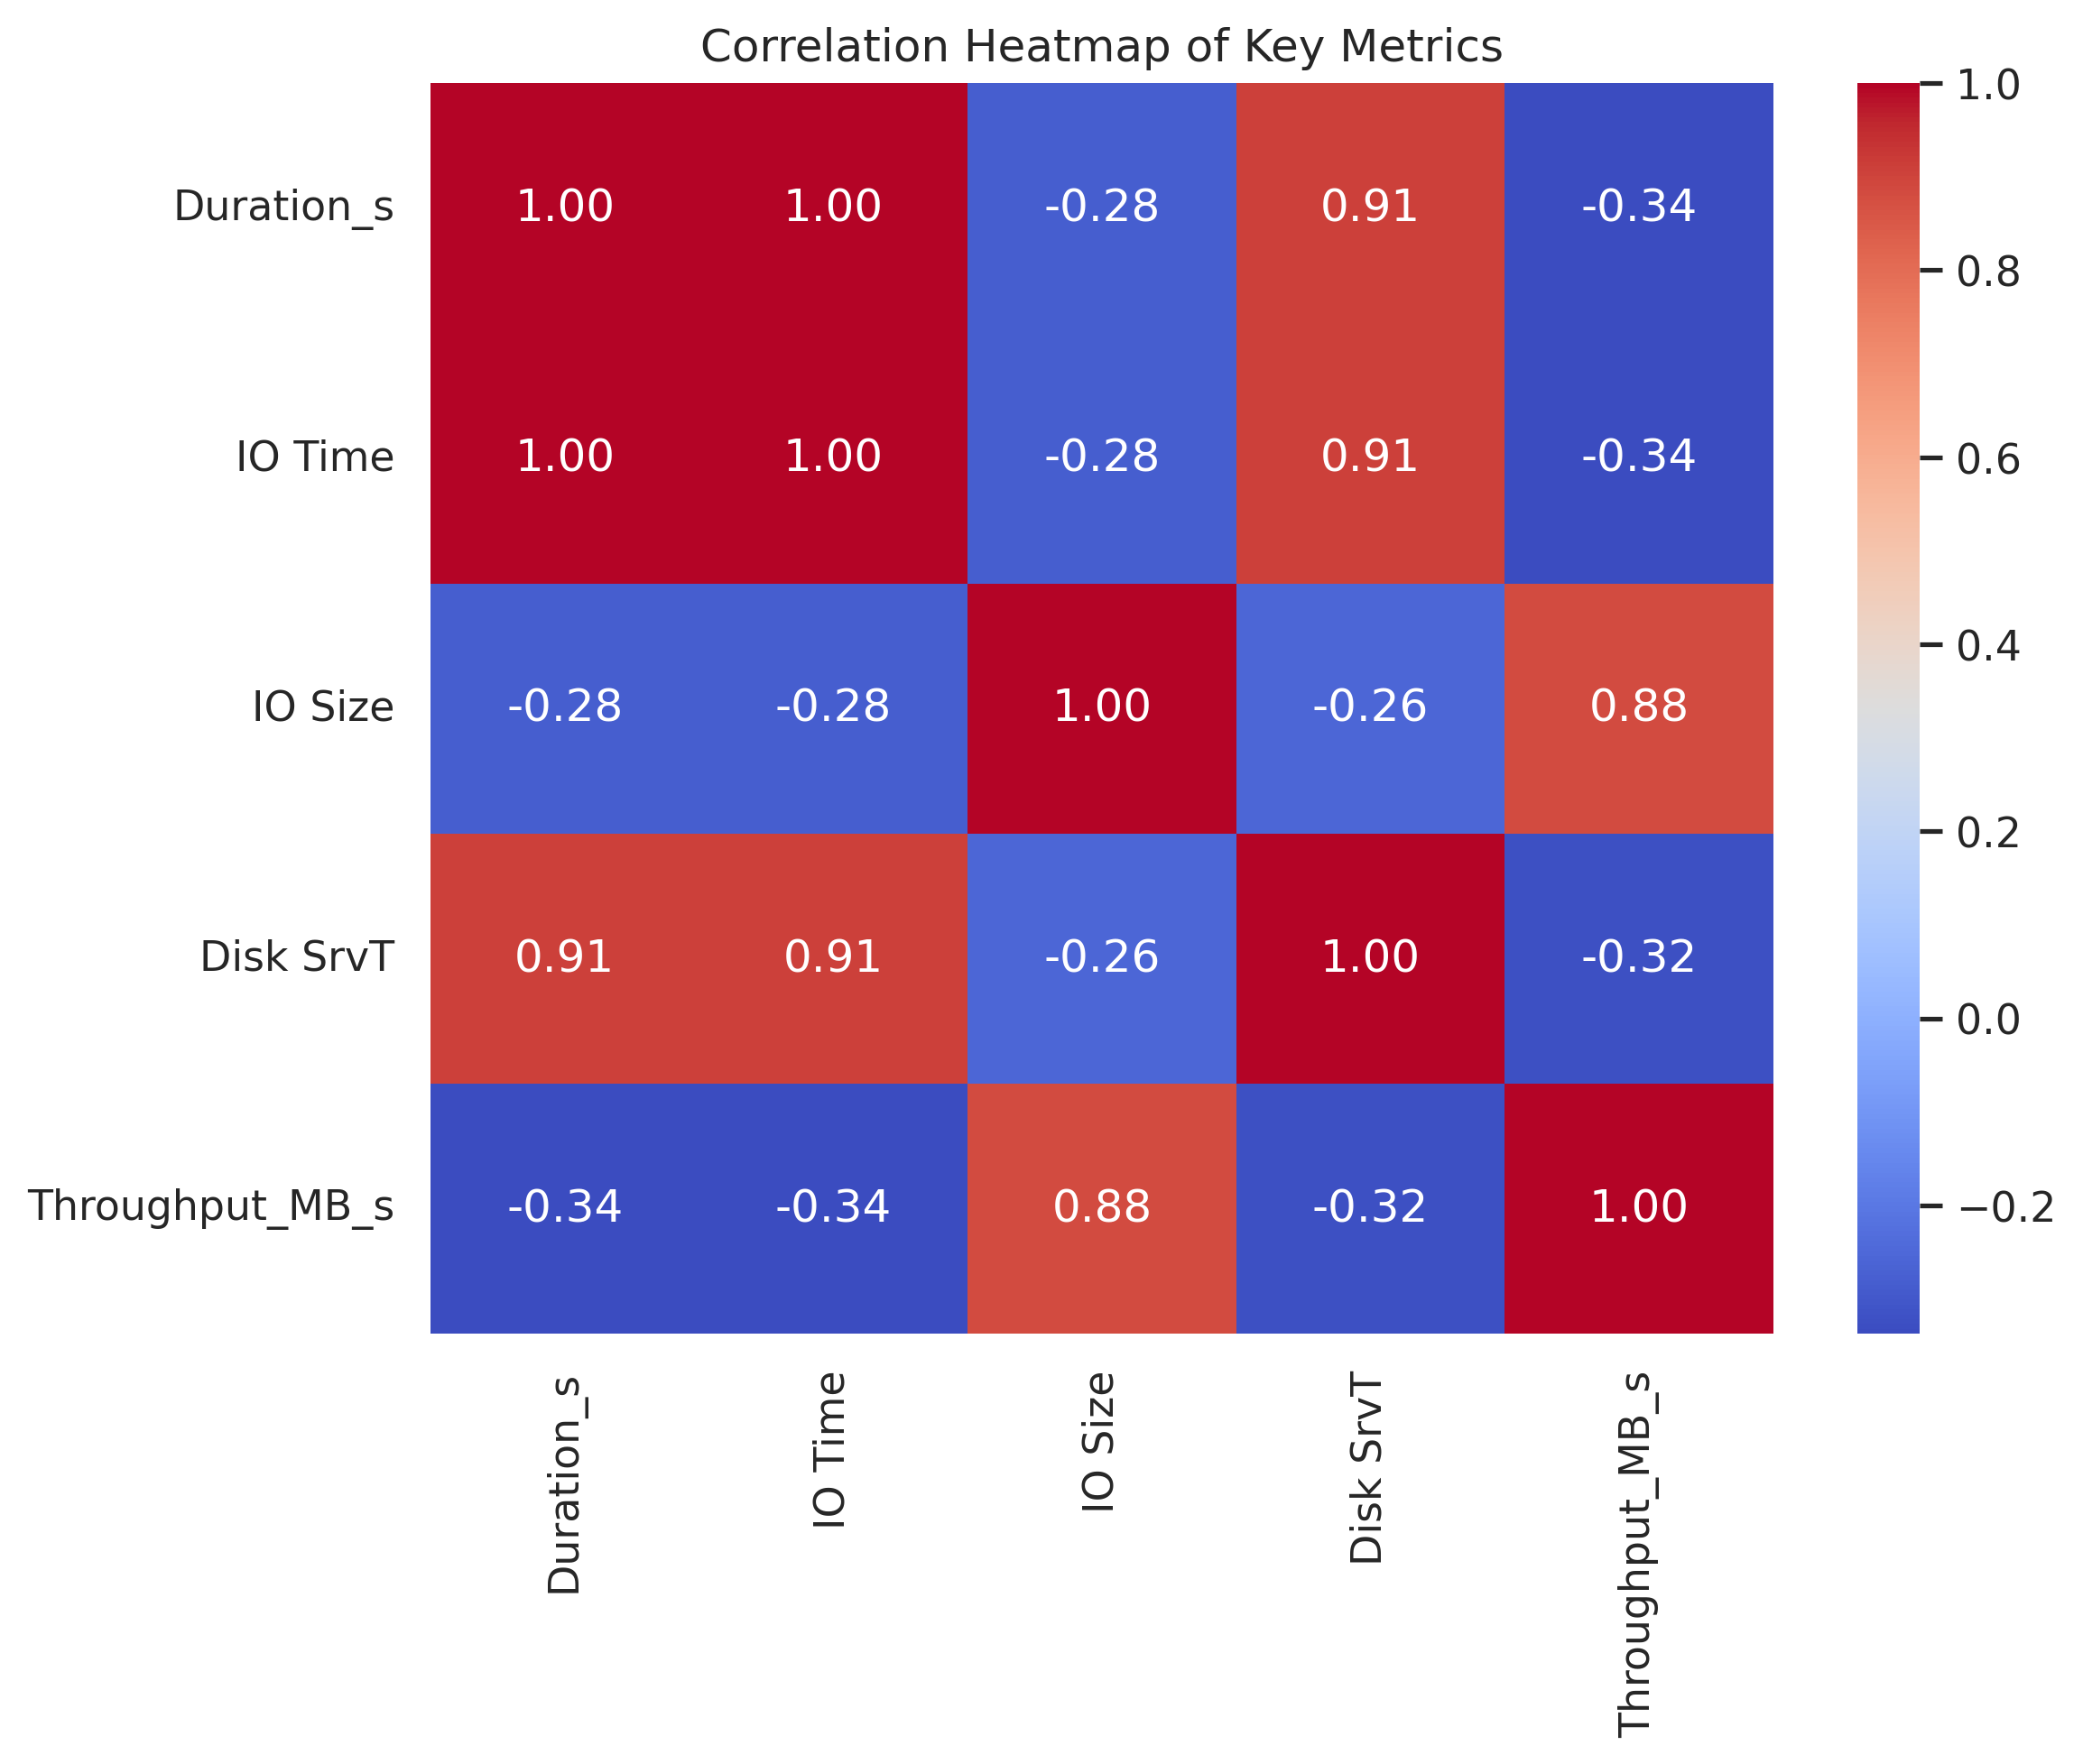 Correlation Heatmap of Key Metrics
Duration_s 1.00 1.00 -0.28 0.91 -0.34
IO Time 1.00 1.00 -0.28 0.91 -0.34
IO Size -0.28 -0.28 1.00 -0.26 0.88
Disk SrvT 0.91 0.91 -0.26 1.00 -0.32
Throughput_MB_s -0.34 -0.34 0.88 -0.32 1.00
Duration_s
IO Time
IO Size
Disk SrvT
Throughput_MB_s
1.0
0.8
0.6
0.4
0.2
0.0
−0.2